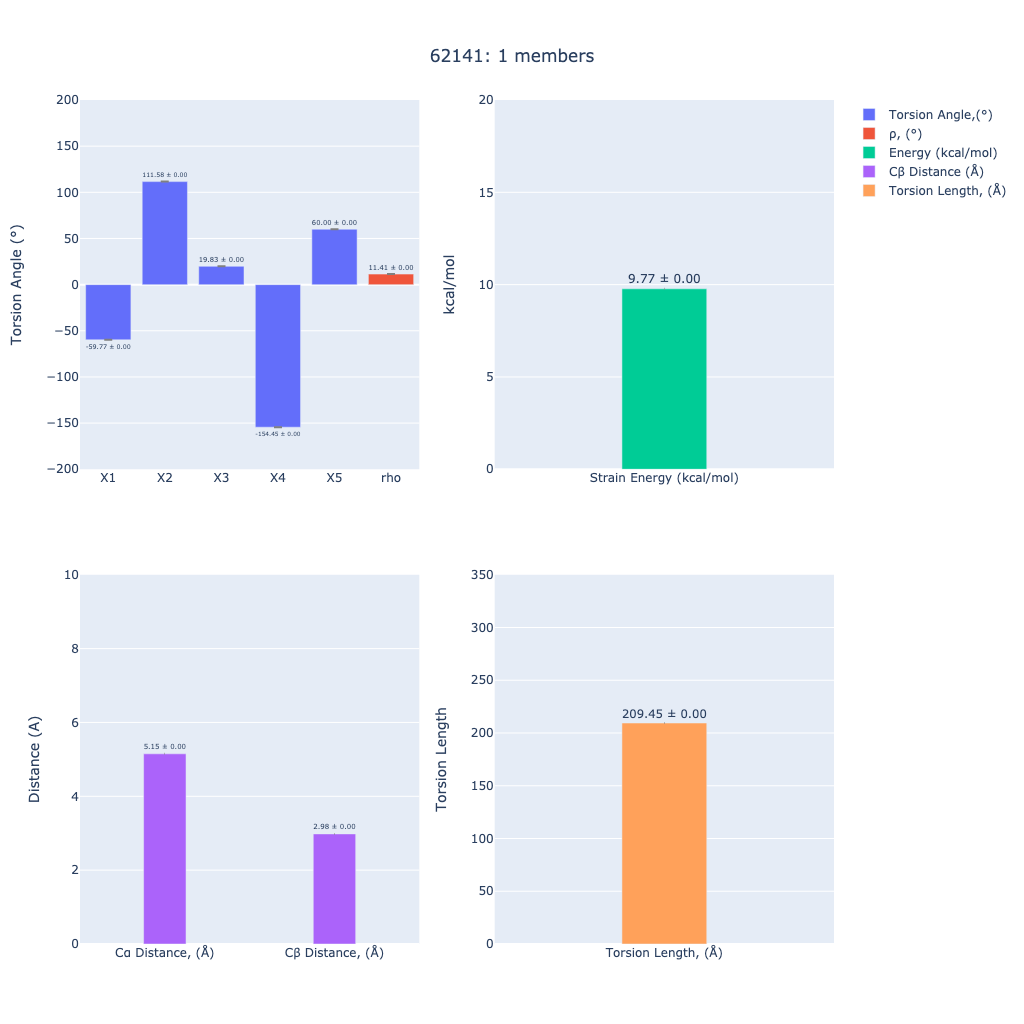 62141: 1 members
Torsion Angle (°)
200
150
100
50
0
−50
−100
−150
−200
-59.77 ± 0.00
111.58 ± 0.00
19.83 ± 0.00
-154.45 ± 0.00
60.00 ± 0.00
11.41 ± 0.00
X1
X2
X3
X4
X5
rho
kcal/mol
20
15
10
5
0
9.77 ± 0.00
Strain Energy (kcal/mol)
Torsion Angle,(°)
ρ, (°)
Energy (kcal/mol)
Cβ Distance (Å)
Torsion Length, (Å)
Distance (A)
10
8
6
4
2
0
5.15 ± 0.00
2.98 ± 0.00
Cα Distance, (Å)
Cβ Distance, (Å)
Torsion Length
350
300
250
200
150
100
50
0
209.45 ± 0.00
Torsion Length, (Å)